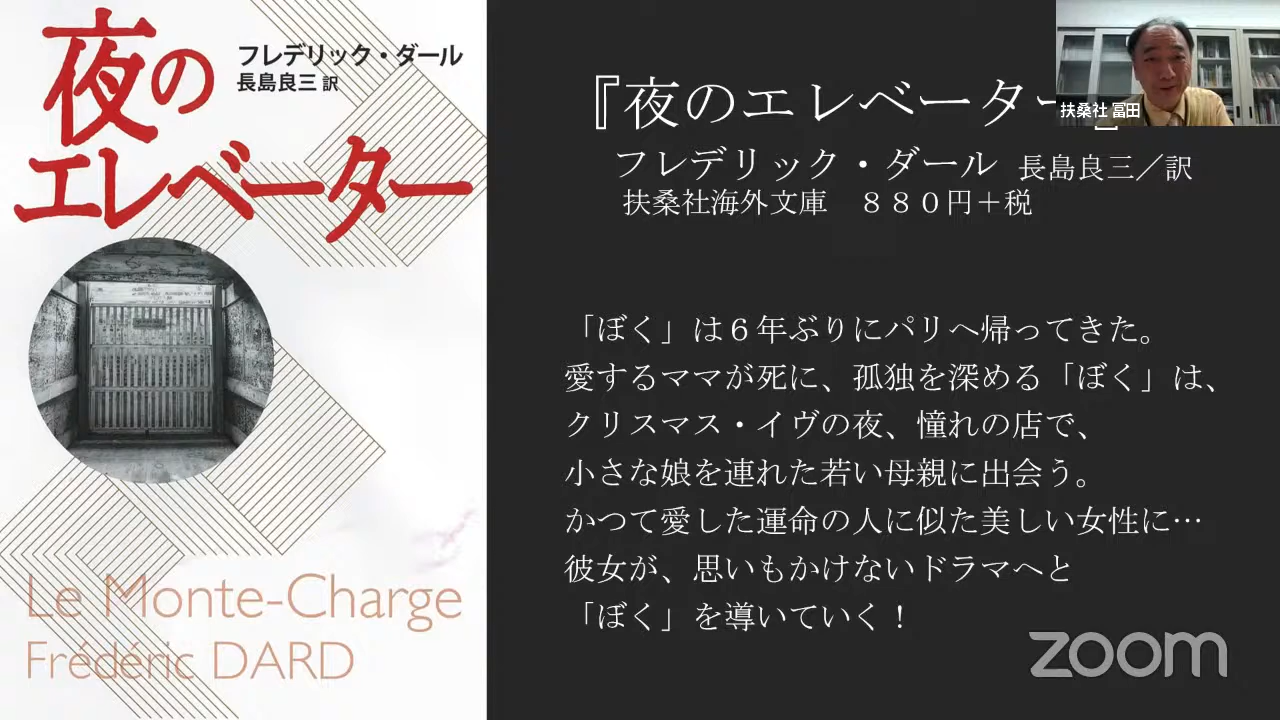 夜の
エレベーター
フレデリック・ダール
長島良三 訳
Le Monte-Charge
Frédéric DARD
『夜のエレベーター』
フレデリック・ダール 長島良三／訳
扶桑社海外文庫　８８０円＋税
「ぼく」は６年ぶりにパリへ帰ってきた。
愛するママが死に、孤独を深める「ぼく」は、
クリスマス・イヴの夜、憧れの店で、
小さな娘を連れた若い母親に出会う。
かつて愛した運命の人に似た美しい女性に…
彼女が、思いもかけないドラマへと
「ぼく」を導いていく！
扶桑社 冨田
zoom